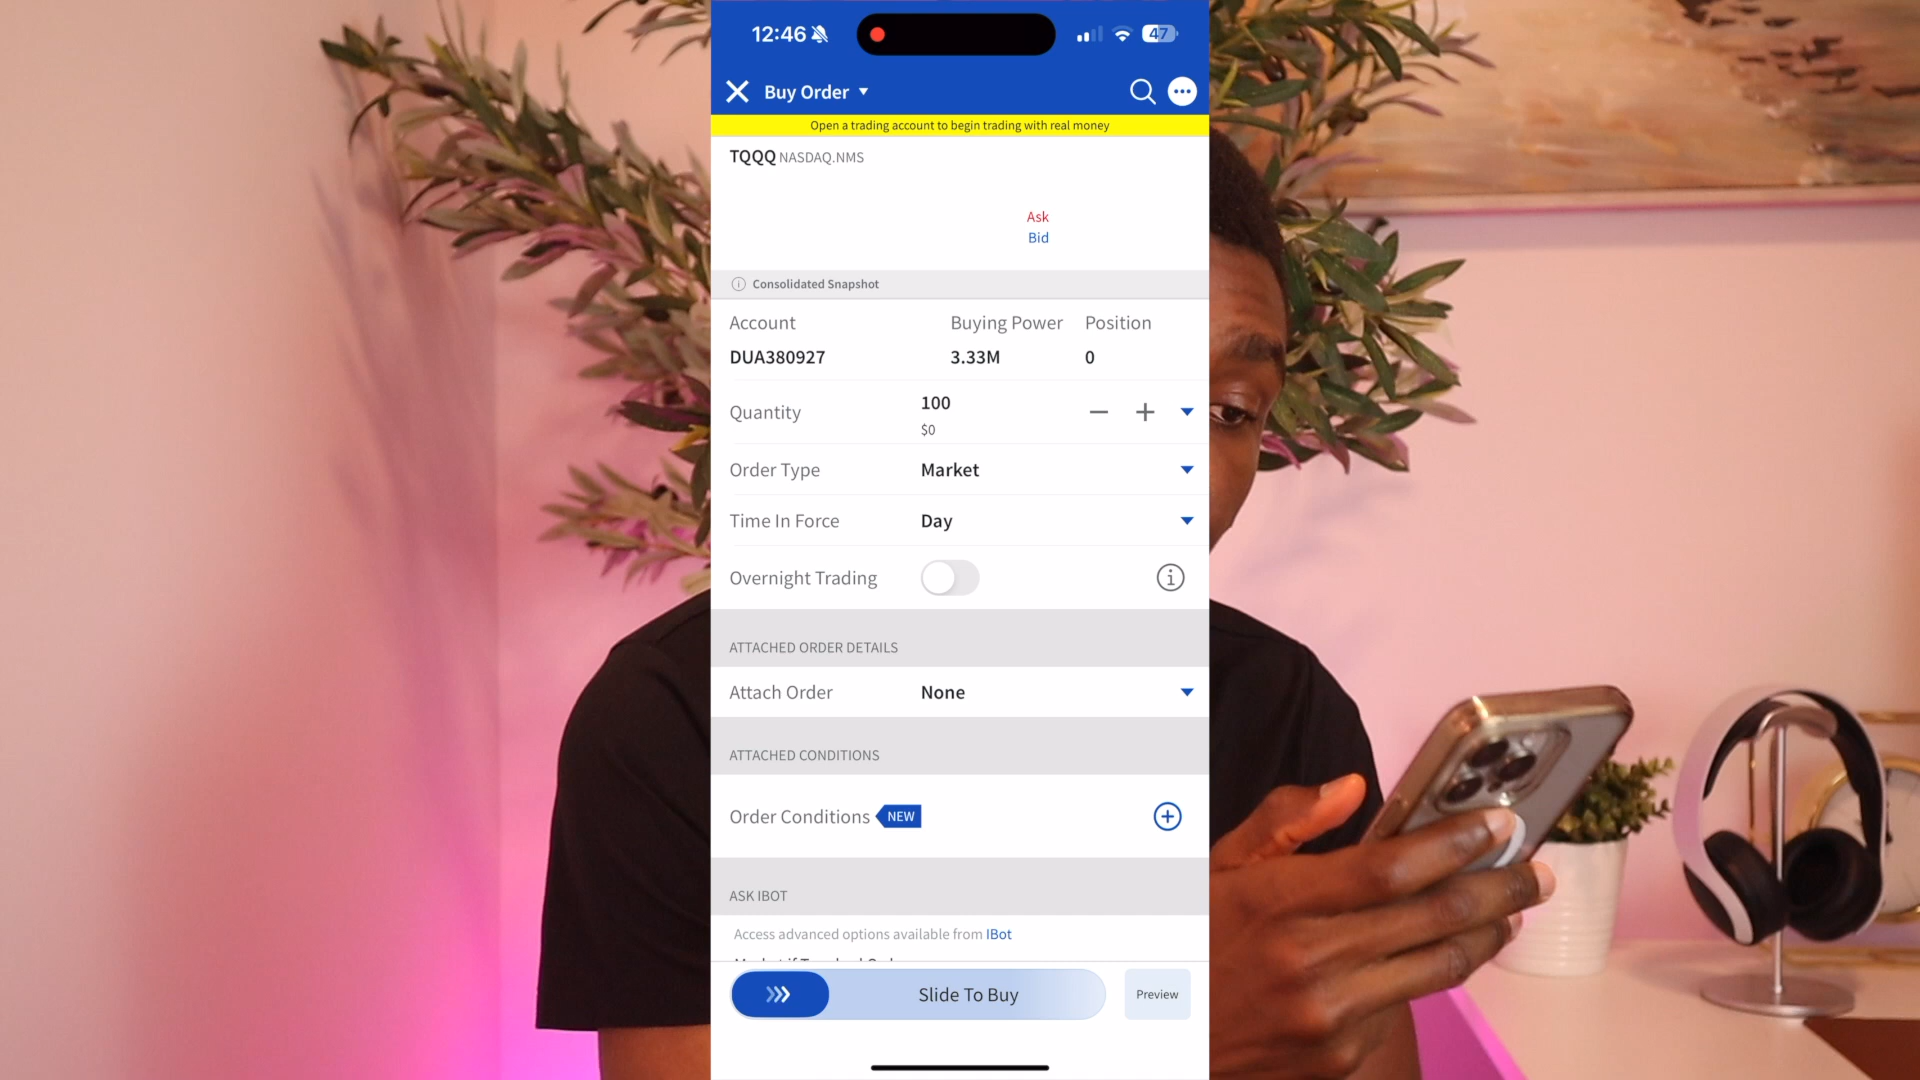 12:46
47
Buy Order
Open a trading account to begin trading with real money
TQQQ NASDAQ.NMS
Ask
Bid
Consolidated Snapshot
Account Buying Power Position
DUA380927 3.33M 0
Quantity 100
$0
Order Type Market
Time In Force Day
Overnight Trading
ATTACHED ORDER DETAILS
Attach Order None
ATTACHED CONDITIONS
Order Conditions NEW
ASK IBOT
Access advanced options available from IBot
Slide To Buy
Preview